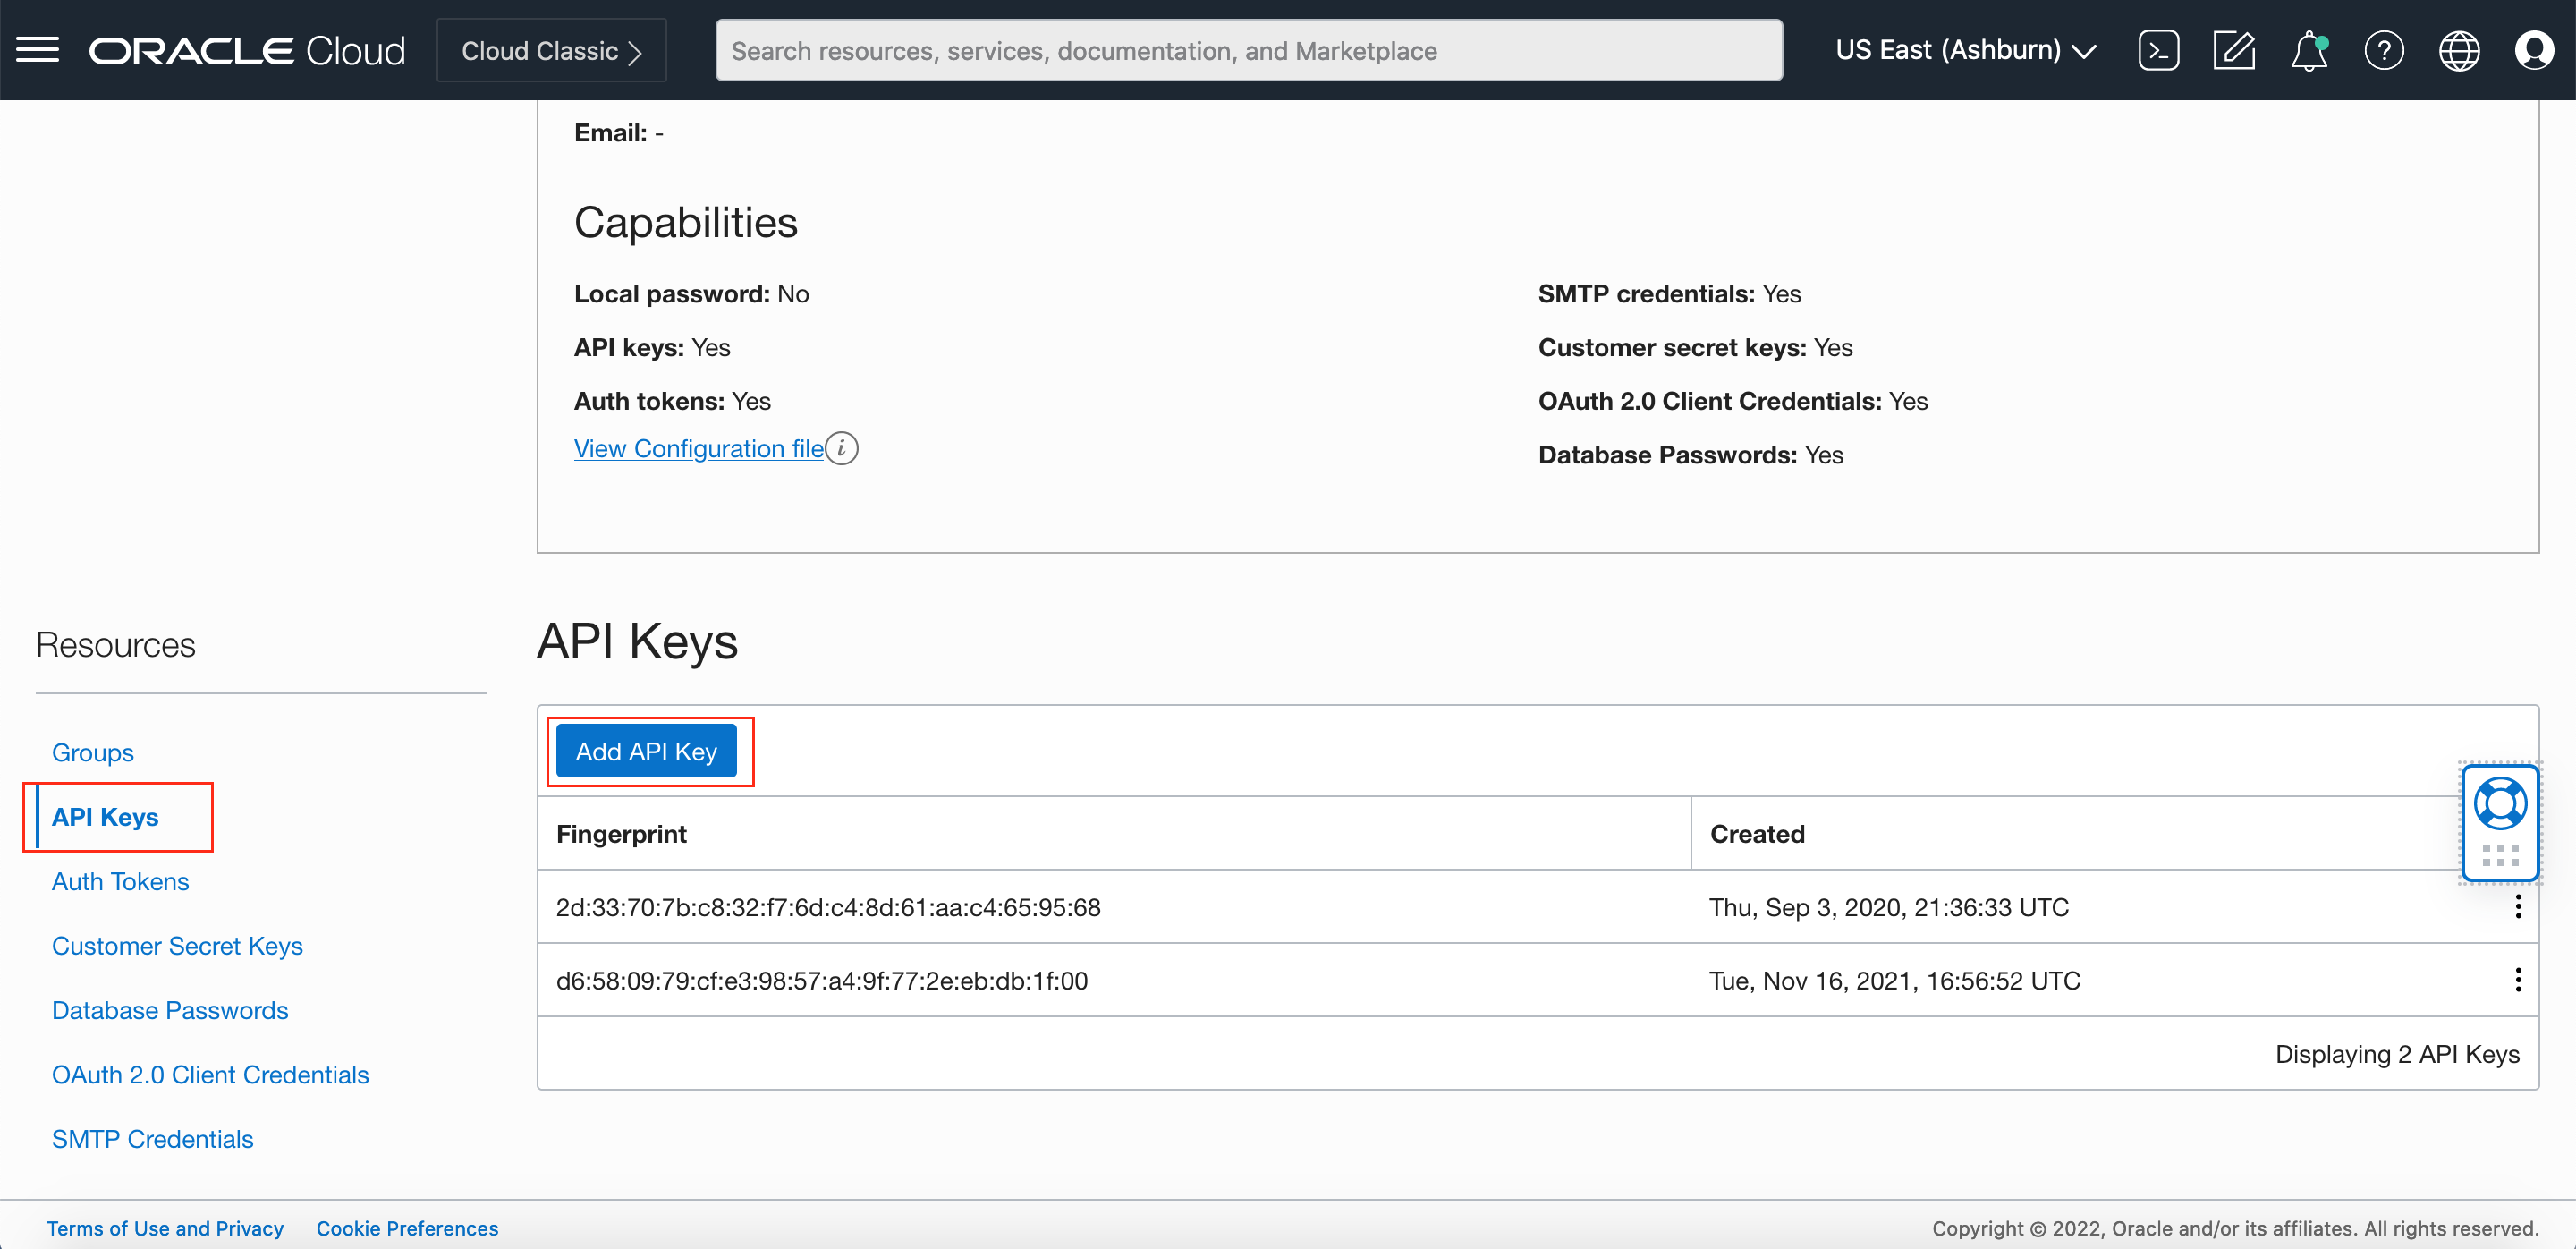 ORACLE Cloud
Cloud Classic
Search resources, services, documentation, and Marketplace
US East (Ashburn)
Email: -
Capabilities
Local password: No
API keys: Yes
Auth tokens: Yes
View Configuration file i
SMTP credentials: Yes
Customer secret keys: Yes
OAuth 2.0 Client Credentials: Yes
Database Passwords: Yes
Resources
Groups
API Keys
Auth Tokens
Customer Secret Keys
Database Passwords
OAuth 2.0 Client Credentials
SMTP Credentials
API Keys
Add API Key
Fingerprint Created
2d:33:70:7b:c8:32:f7:6d:c4:8d:61:aa:c4:65:95:68 Thu, Sep 3, 2020, 21:36:33 UTC
d6:58:09:79:cf:e3:98:57:a4:9f:77:2e:eb:db:1f:00 Tue, Nov 16, 2021, 16:56:52 UTC
Displaying 2 API Keys
Terms of Use and Privacy Cookie Preferences
Copyright © 2022, Oracle and/or its affiliates. All rights reserved.